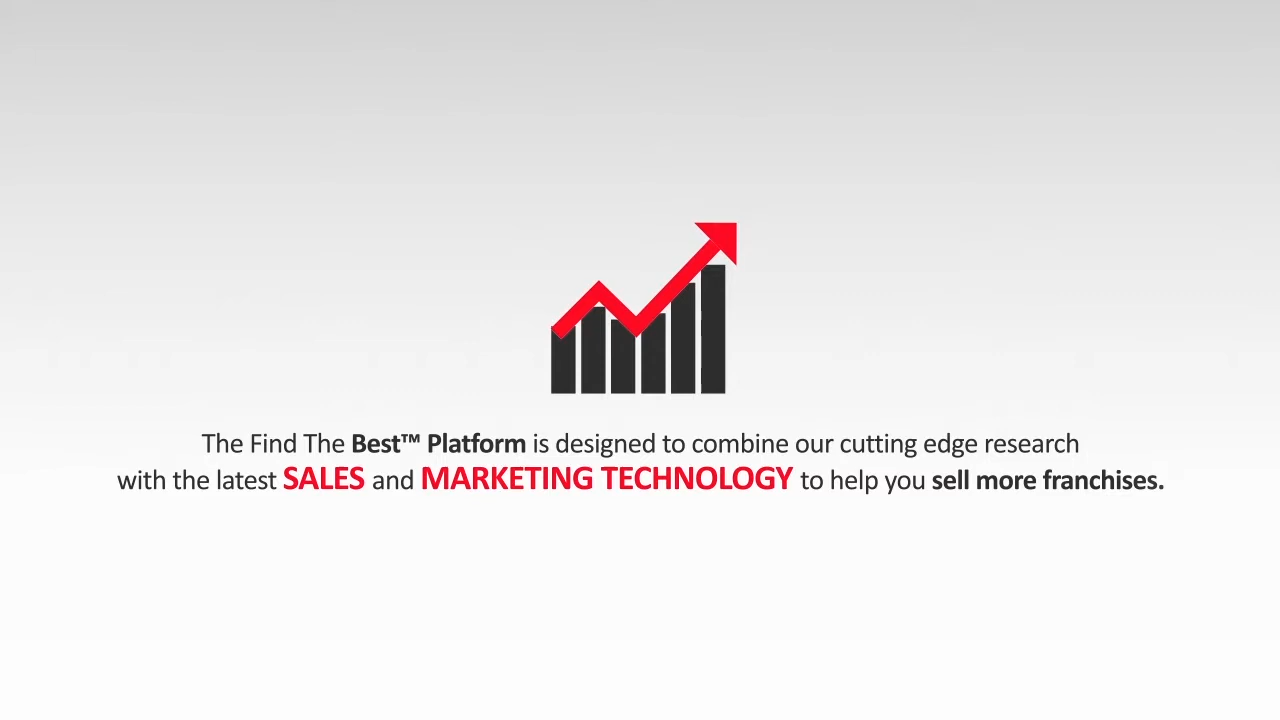 The Find The Best™ Platform is designed to combine our cutting edge research
with the latest SALES and MARKETING TECHNOLOGY to help you sell more franchises.